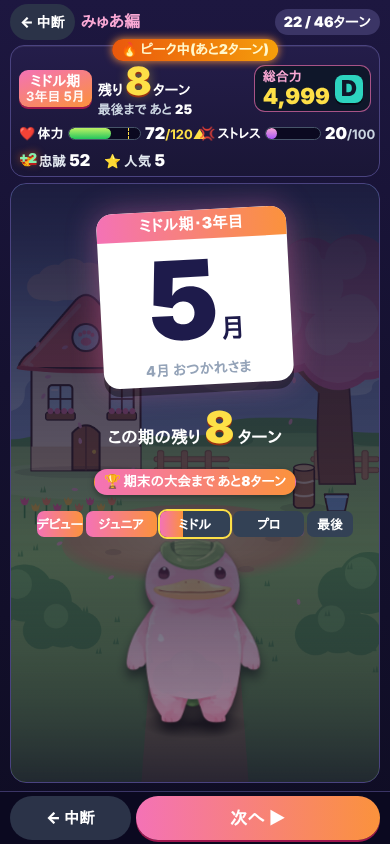 ← 中断
みゅあ編
22 / 46ターン
🔥 ピーク中(あと2ターン)
ミドル期
3年目 5月
残り8ターン
最後まで あと 25
総合力
4,999 D
❤️ 体力 72/120
💢 ストレス 20/100
+2
忠誠 52
⭐ 人気 5
ミドル期・3年目
5月
4月 おつかれさま
この期の残り8ターン
🏆 期末の大会まで あと8ターン
デビュー ジュニア ミドル プロ 最後
← 中断
次へ ▶